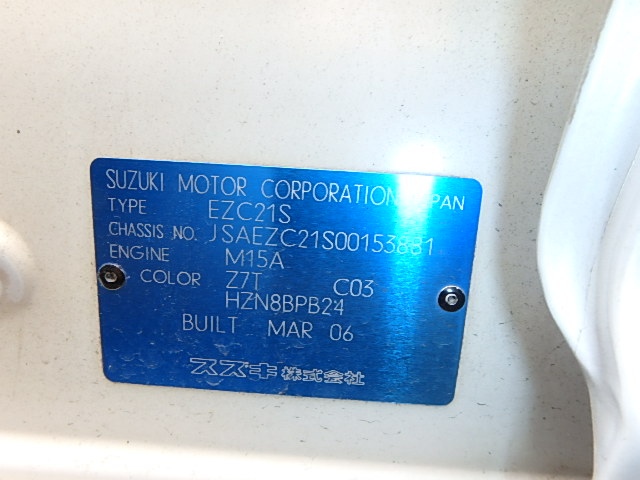 SUZUKI MOTOR CORPORATION JAPAN
TYPE EZC21S
CHASSIS NO. JSAEZC21S00153881
ENGINE M15A
COLOR Z7T C03
HZN8BPB24
BUILT MAR 06
スズキ株式会社